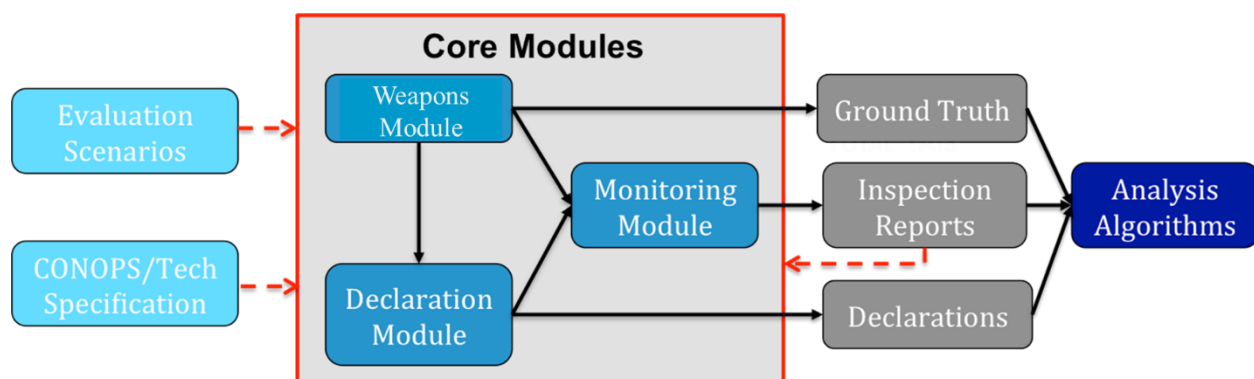 Core Modules
Evaluation
Scenarios
CONOPS/Tech
Specification
Weapons
Module
Declaration
Module
Monitoring
Module
Ground Truth
Inspection
Reports
Declarations
Analysis
Algorithms